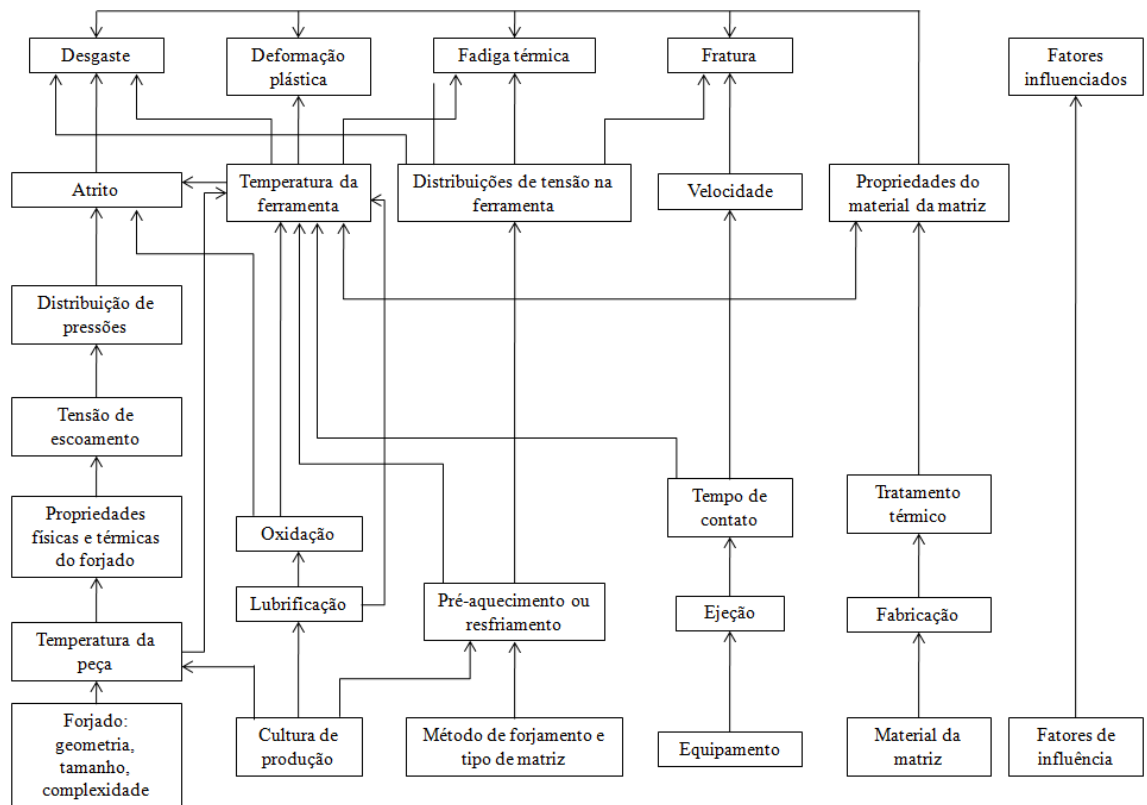 Desgaste
Deformação
plástica
Fadiga térmica
Fratura
Fatores
influenciados
Atrito
Temperatura da
ferramenta
Distribuições de tensão na
ferramenta
Velocidade
Propriedades do
material da matriz
Distribuição de
pressões
Tensão de
escoamento
Propriedades
físicas e térmicas
do forjado
Oxidação
Tempo de
contato
Tratamento
térmico
Lubrificação
Pré-aquecimento ou
resfriamento
Ejeção
Fabricação
Temperatura da
peça
Forjado:
geometria,
tamanho,
complexidade
Cultura de
produção
Método de forjamento e
tipo de matriz
Equipamento
Material da
matriz
Fatores de
influência